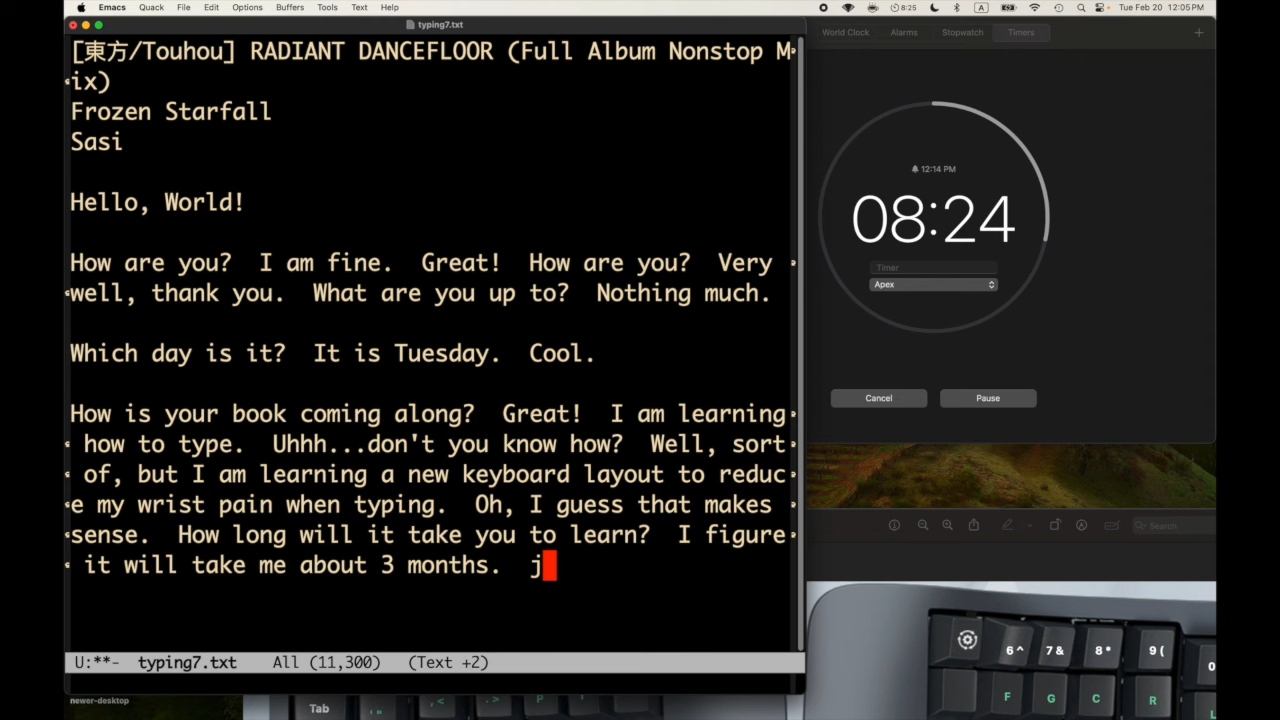 Emacs Quack File Edit Options Buffers Tools Text Help
8:25 A Tue Feb 20 12:05 PM
typing7.txt
[東方/Touhou] RADIANT DANCEFLOOR (Full Album Nonstop M
ix)
Frozen Starfall
Sasi
Hello, World!
How are you? I am fine. Great! How are you? Very
well, thank you. What are you up to? Nothing much.
Which day is it? It is Tuesday. Cool.
How is your book coming along? Great! I am learning
how to type. Uhhh...don't you know how? Well, sort
of, but I am learning a new keyboard layout to reduc
e my wrist pain when typing. Oh, I guess that makes
sense. How long will it take you to learn? I figure
it will take me about 3 months. j
U:**- typing7.txt All (11,300) (Text +2)
World Clock Alarms Stopwatch Timers
12:14 PM
08:24
Timer
Apex
Cancel Pause
Search
newer-desktop
6^ 7& 8* 9( 0
F G C R L
Tab ," ,< .> P